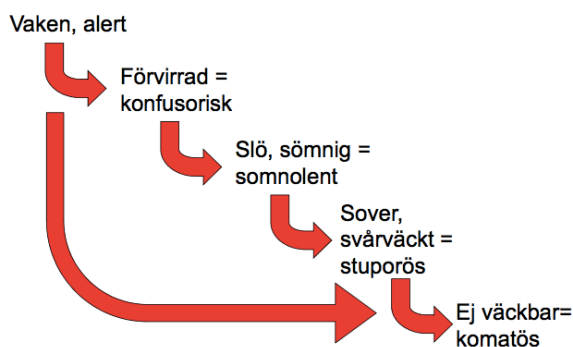 Vaken, alert
Förvirrad =
konfusorisk
Slö, sömnig =
somnolent
Sover,
svårväckt =
stuporös
Ej väckbar=
komatös